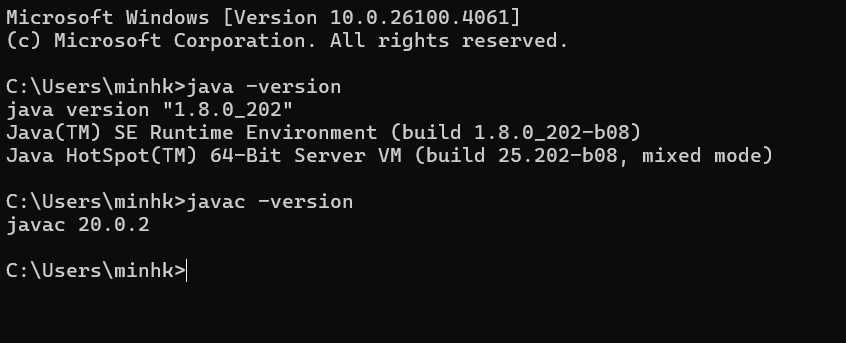 Microsoft Windows [Version 10.0.26100.4061]
(c) Microsoft Corporation. All rights reserved.
C:\Users\minhk>java -version
java version "1.8.0_202"
Java(TM) SE Runtime Environment (build 1.8.0_202-b08)
Java HotSpot(TM) 64-Bit Server VM (build 25.202-b08, mixed mode)
C:\Users\minhk>javac -version
javac 20.0.2
C:\Users\minhk>